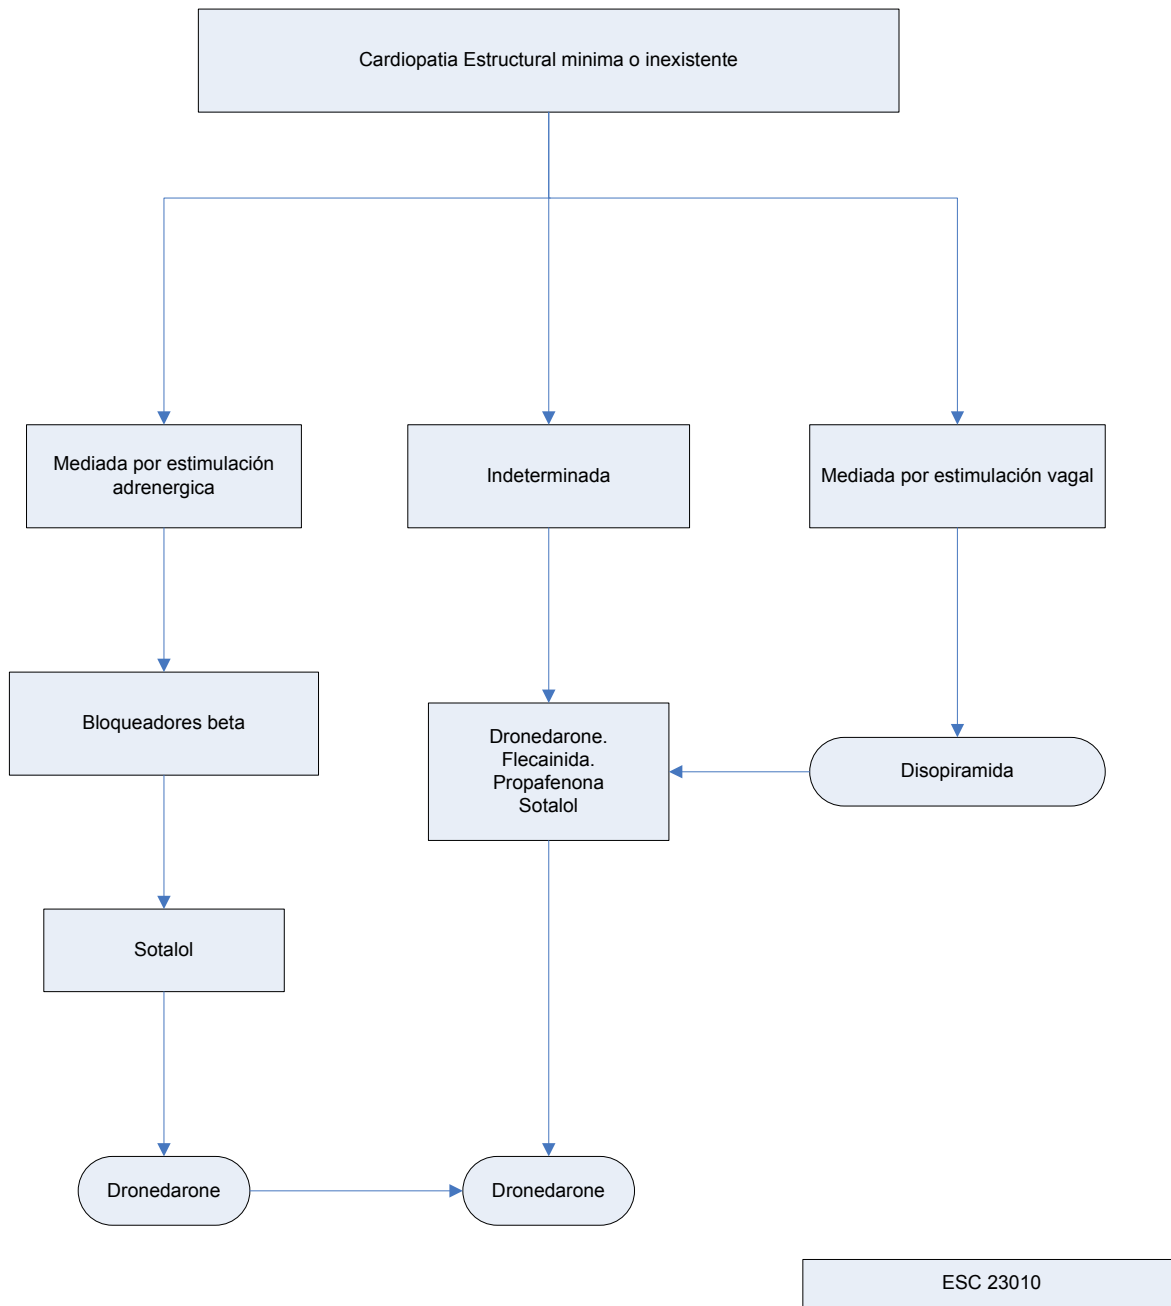 Cardiopatia Estructural minima o inexistente
Mediada por estimulación
adrenergica
Indeterminada
Mediada por estimulación vagal
Bloqueadores beta
Dronedarone.
Flecainida.
Propafenona
Sotalol
Disopiramida
Sotalol
Dronedarone
Dronedarone
ESC 23010